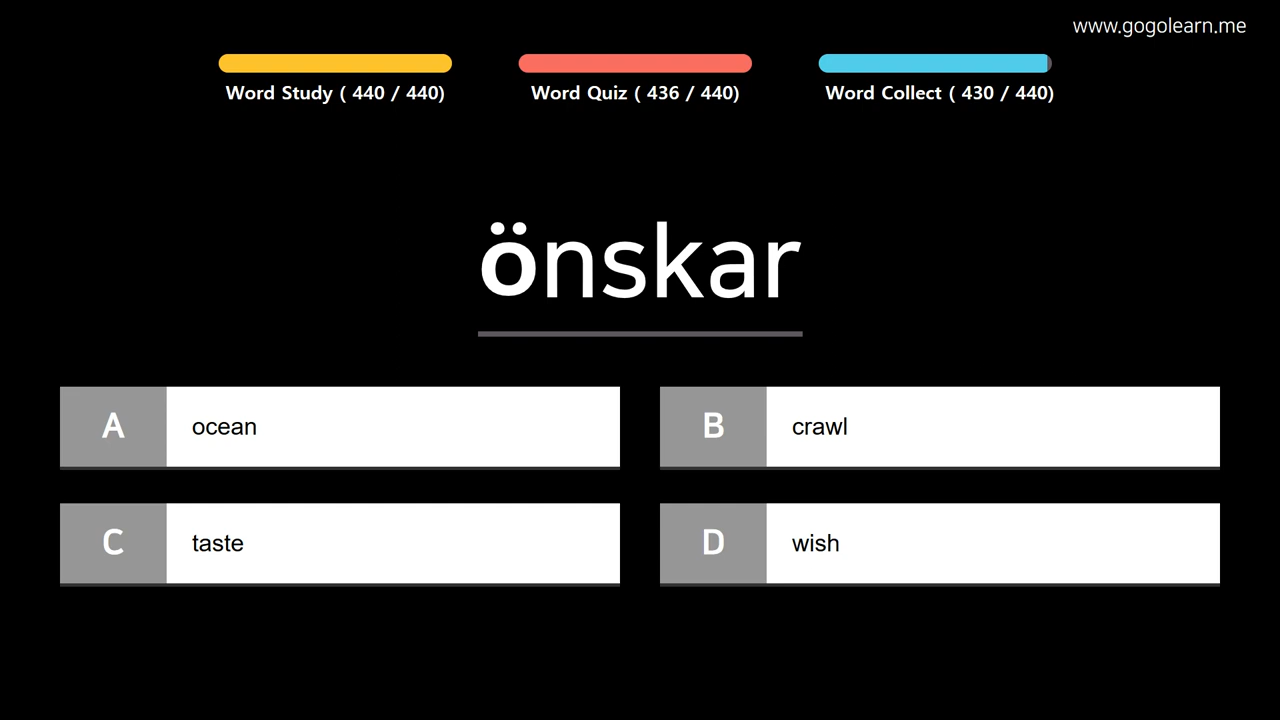 www.gogolearn.me
Word Study ( 440 / 440)
Word Quiz ( 436 / 440)
Word Collect ( 430 / 440)
önskar
A ocean
B crawl
C taste
D wish